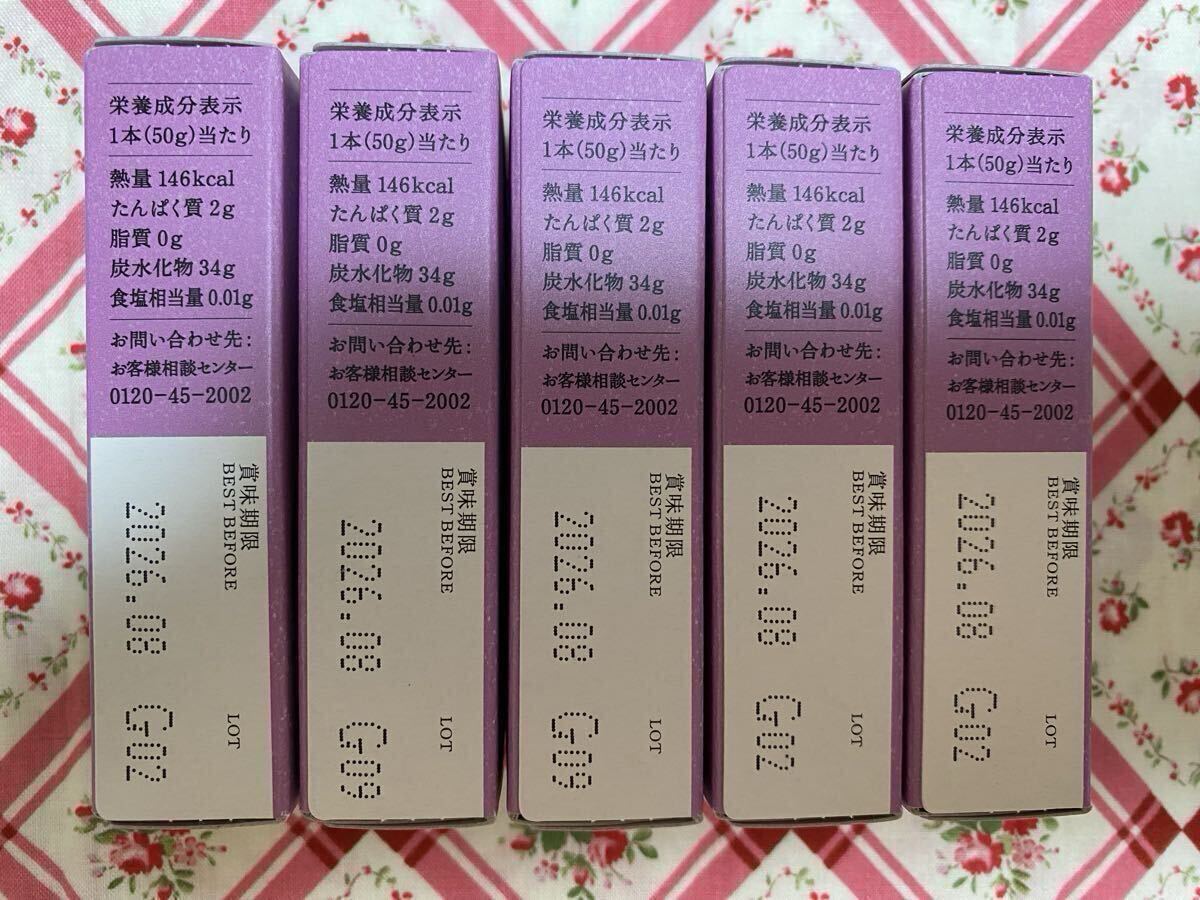 栄養成分表示
1本(50g)当たり
熱量 146kcal
たんぱく質 2g
脂質 0g
炭水化物 34g
食塩相当量 0.01g
お問い合わせ先：
お客様相談センター
0120-45-2002
賞味期限
BEST BEFORE
2026.08
LOT
G02
栄養成分表示
1本(50g)当たり
熱量 146kcal
たんぱく質 2g
脂質 0g
炭水化物 34g
食塩相当量 0.01g
お問い合わせ先：
お客様相談センター
0120-45-2002
賞味期限
BEST BEFORE
2026.08
LOT
G09
栄養成分表示
1本(50g)当たり
熱量 146kcal
たんぱく質 2g
脂質 0g
炭水化物 34g
食塩相当量 0.01g
お問い合わせ先：
お客様相談センター
0120-45-2002
賞味期限
BEST BEFORE
2026.08
LOT
G09
栄養成分表示
1本(50g)当たり
熱量 146kcal
たんぱく質 2g
脂質 0g
炭水化物 34g
食塩相当量 0.01g
お問い合わせ先：
お客様相談センター
0120-45-2002
賞味期限
BEST BEFORE
2026.08
LOT
G02
栄養成分表示
1本(50g)当たり
熱量 146kcal
たんぱく質 2g
脂質 0g
炭水化物 34g
食塩相当量 0.01g
お問い合わせ先：
お客様相談センター
0120-45-2002
賞味期限
BEST BEFORE
2026.08
LOT
G02